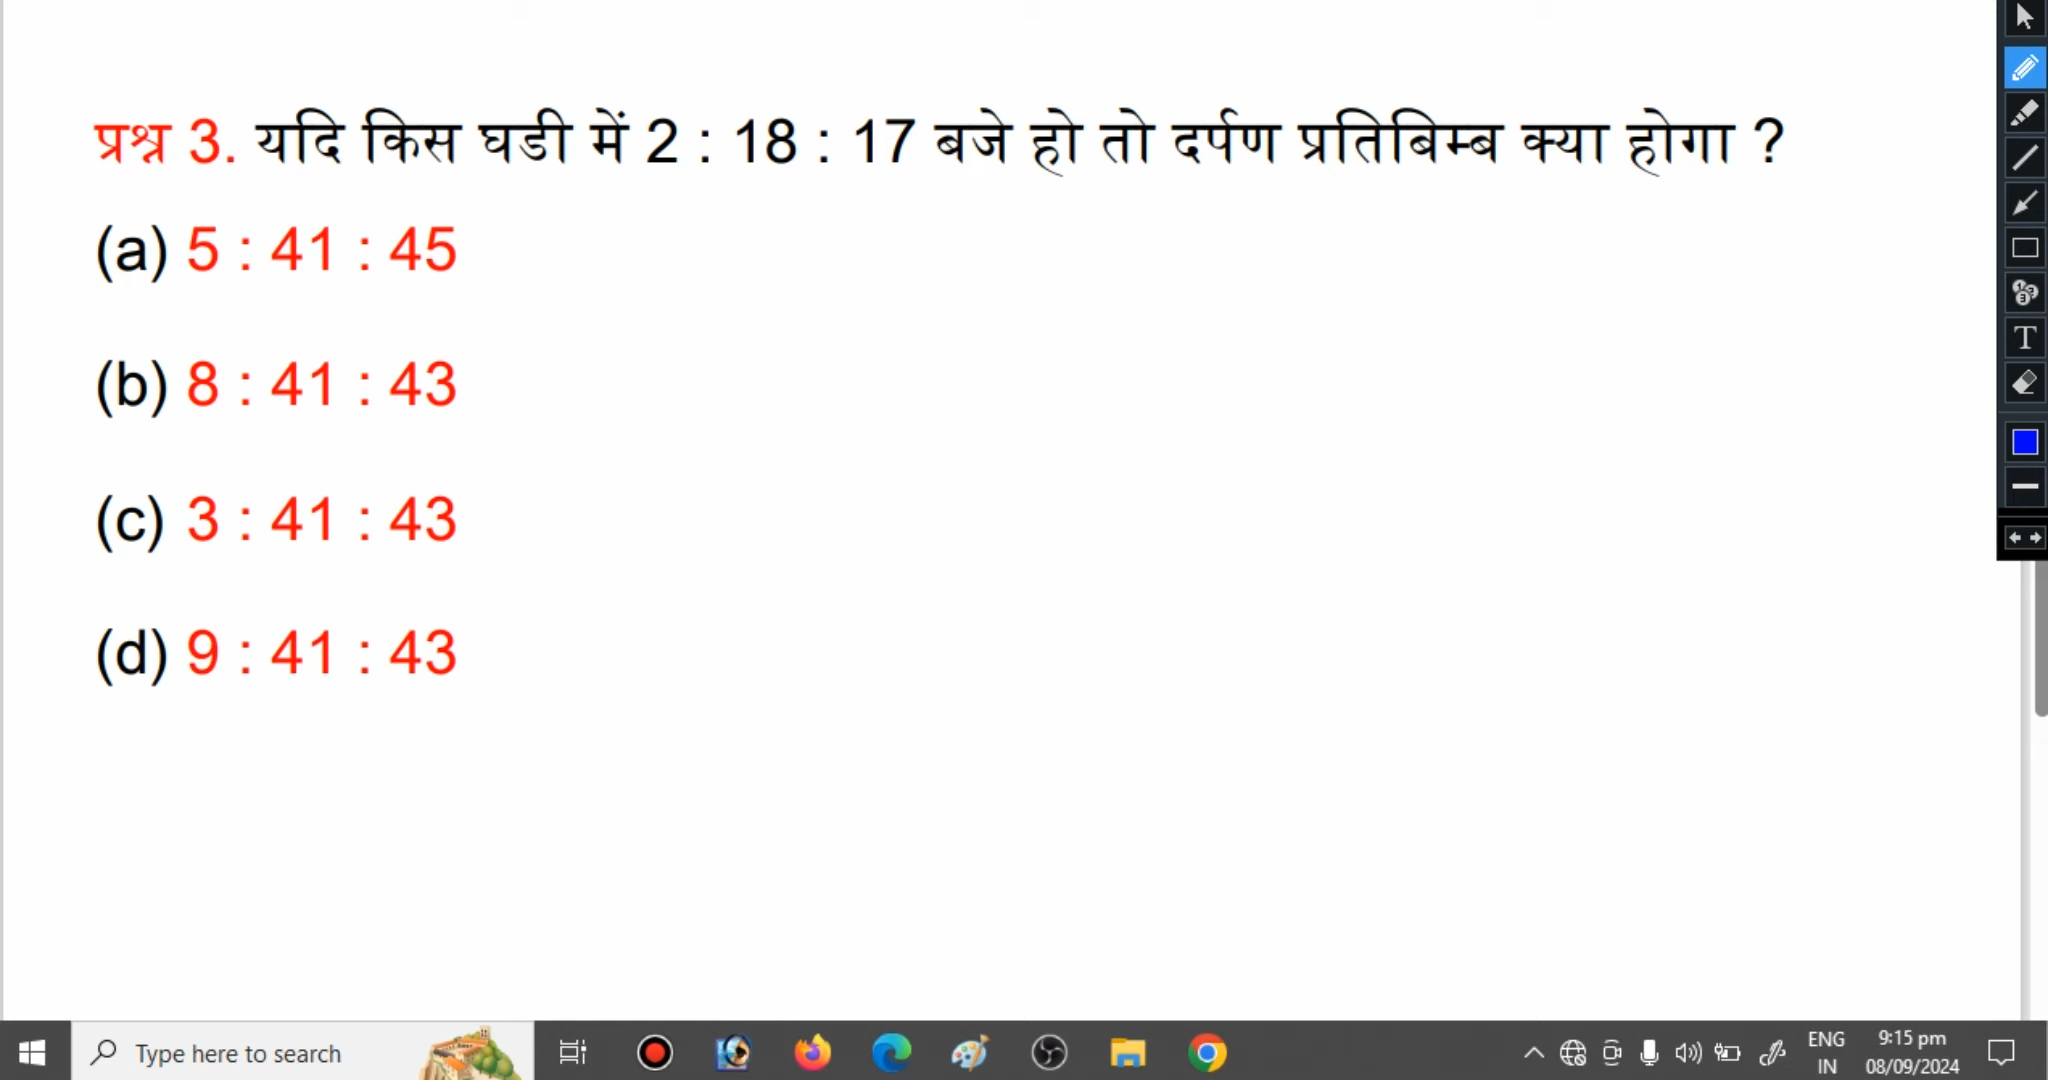 प्रश्न 3. यदि किस घडी में 2 : 18 : 17 बजे हो तो दर्पण प्रतिबिम्ब क्या होगा ?
(a) 5 : 41 : 45
(b) 8 : 41 : 43
(c) 3 : 41 : 43
(d) 9 : 41 : 43
T
Type here to search
ENG
IN
9:15 pm
08/09/2024